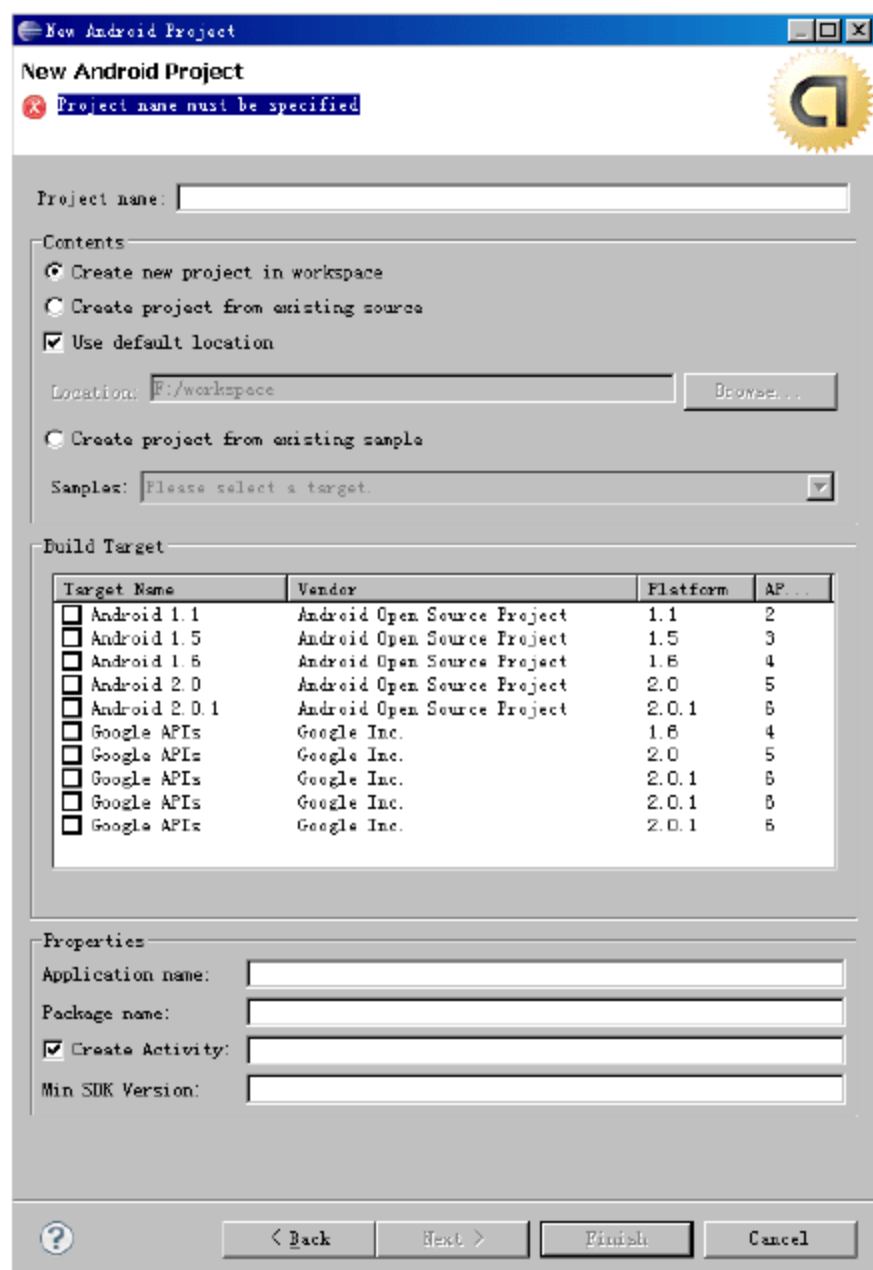 New Android Project
New Android Project
Project name must be specified
Project name:
Contents
Create new project in workspace
Create project from existing source
Use default location
Location: F:/workspace Browse...
Create project from existing sample
Samples: Please select a target.
Build Target
Target Name Vendor Platform AP...
Android 1.1 Android Open Source Project 1.1 2
Android 1.5 Android Open Source Project 1.5 3
Android 1.6 Android Open Source Project 1.6 4
Android 2.0 Android Open Source Project 2.0 5
Android 2.0.1 Android Open Source Project 2.0.1 6
Google APIs Google Inc. 1.6 4
Google APIs Google Inc. 2.0 5
Google APIs Google Inc. 2.0.1 6
Google APIs Google Inc. 2.0.1 6
Google APIs Google Inc. 2.0.1 6
Properties
Application name:
Package name:
Create Activity:
Min SDK Version:
< Back Next > Finish Cancel